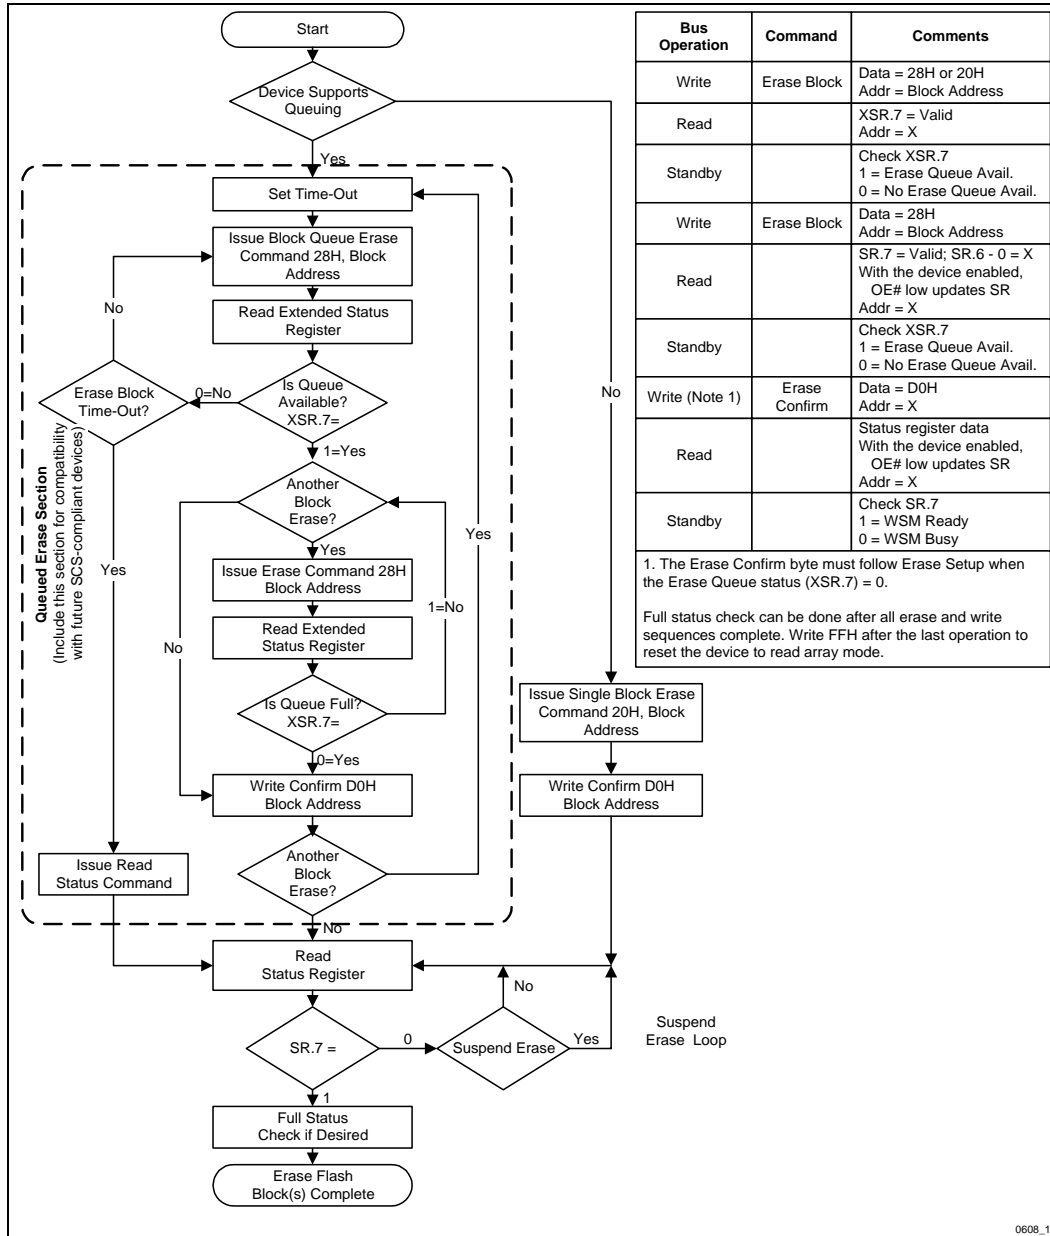 Start
Device Supports
Queuing
Yes
Set Time-Out
Issue Block Queue Erase
Command 28H, Block
Address
No
Read Extended Status
Register
Erase Block
Time-Out?
0=No
Is Queue
Available?
XSR.7=
No
1=Yes
Queued Erase Section
(Include this section for compatibility
with future SCS-compliant devices)
Another
Block
Erase?
Yes
Yes
Yes
Issue Erase Command 28H
Block Address
1=No
Read Extended
Status Register
No
Is Queue Full?
XSR.7=
0=Yes
Write Confirm D0H
Block Address
Issue Single Block Erase
Command 20H, Block
Address
Write Confirm D0H
Block Address
Another
Block
Erase?
Issue Read
Status Command
No
Read
Status Register
No
SR.7 =
0
Suspend Erase
Yes
Suspend
Erase Loop
1
Full Status
Check if Desired
Erase Flash
Block(s) Complete
Bus
Operation
Command
Comments
Write
Erase Block
Data = 28H or 20H
Addr = Block Address
Read
XSR.7 = Valid
Addr = X
Standby
Check XSR.7
1 = Erase Queue Avail.
0 = No Erase Queue Avail.
Write
Erase Block
Data = 28H
Addr = Block Address
Read
SR.7 = Valid; SR.6 - 0 = X
With the device enabled,
OE# low updates SR
Addr = X
Standby
Check XSR.7
1 = Erase Queue Avail.
0 = No Erase Queue Avail.
Write (Note 1)
Erase
Confirm
Data = D0H
Addr = X
Read
Status register data
With the device enabled,
OE# low updates SR
Addr = X
Standby
Check SR.7
1 = WSM Ready
0 = WSM Busy
1. The Erase Confirm byte must follow Erase Setup when
the Erase Queue status (XSR.7) = 0.
Full status check can be done after all erase and write
sequences complete. Write FFH after the last operation to
reset the device to read array mode.
0608_1